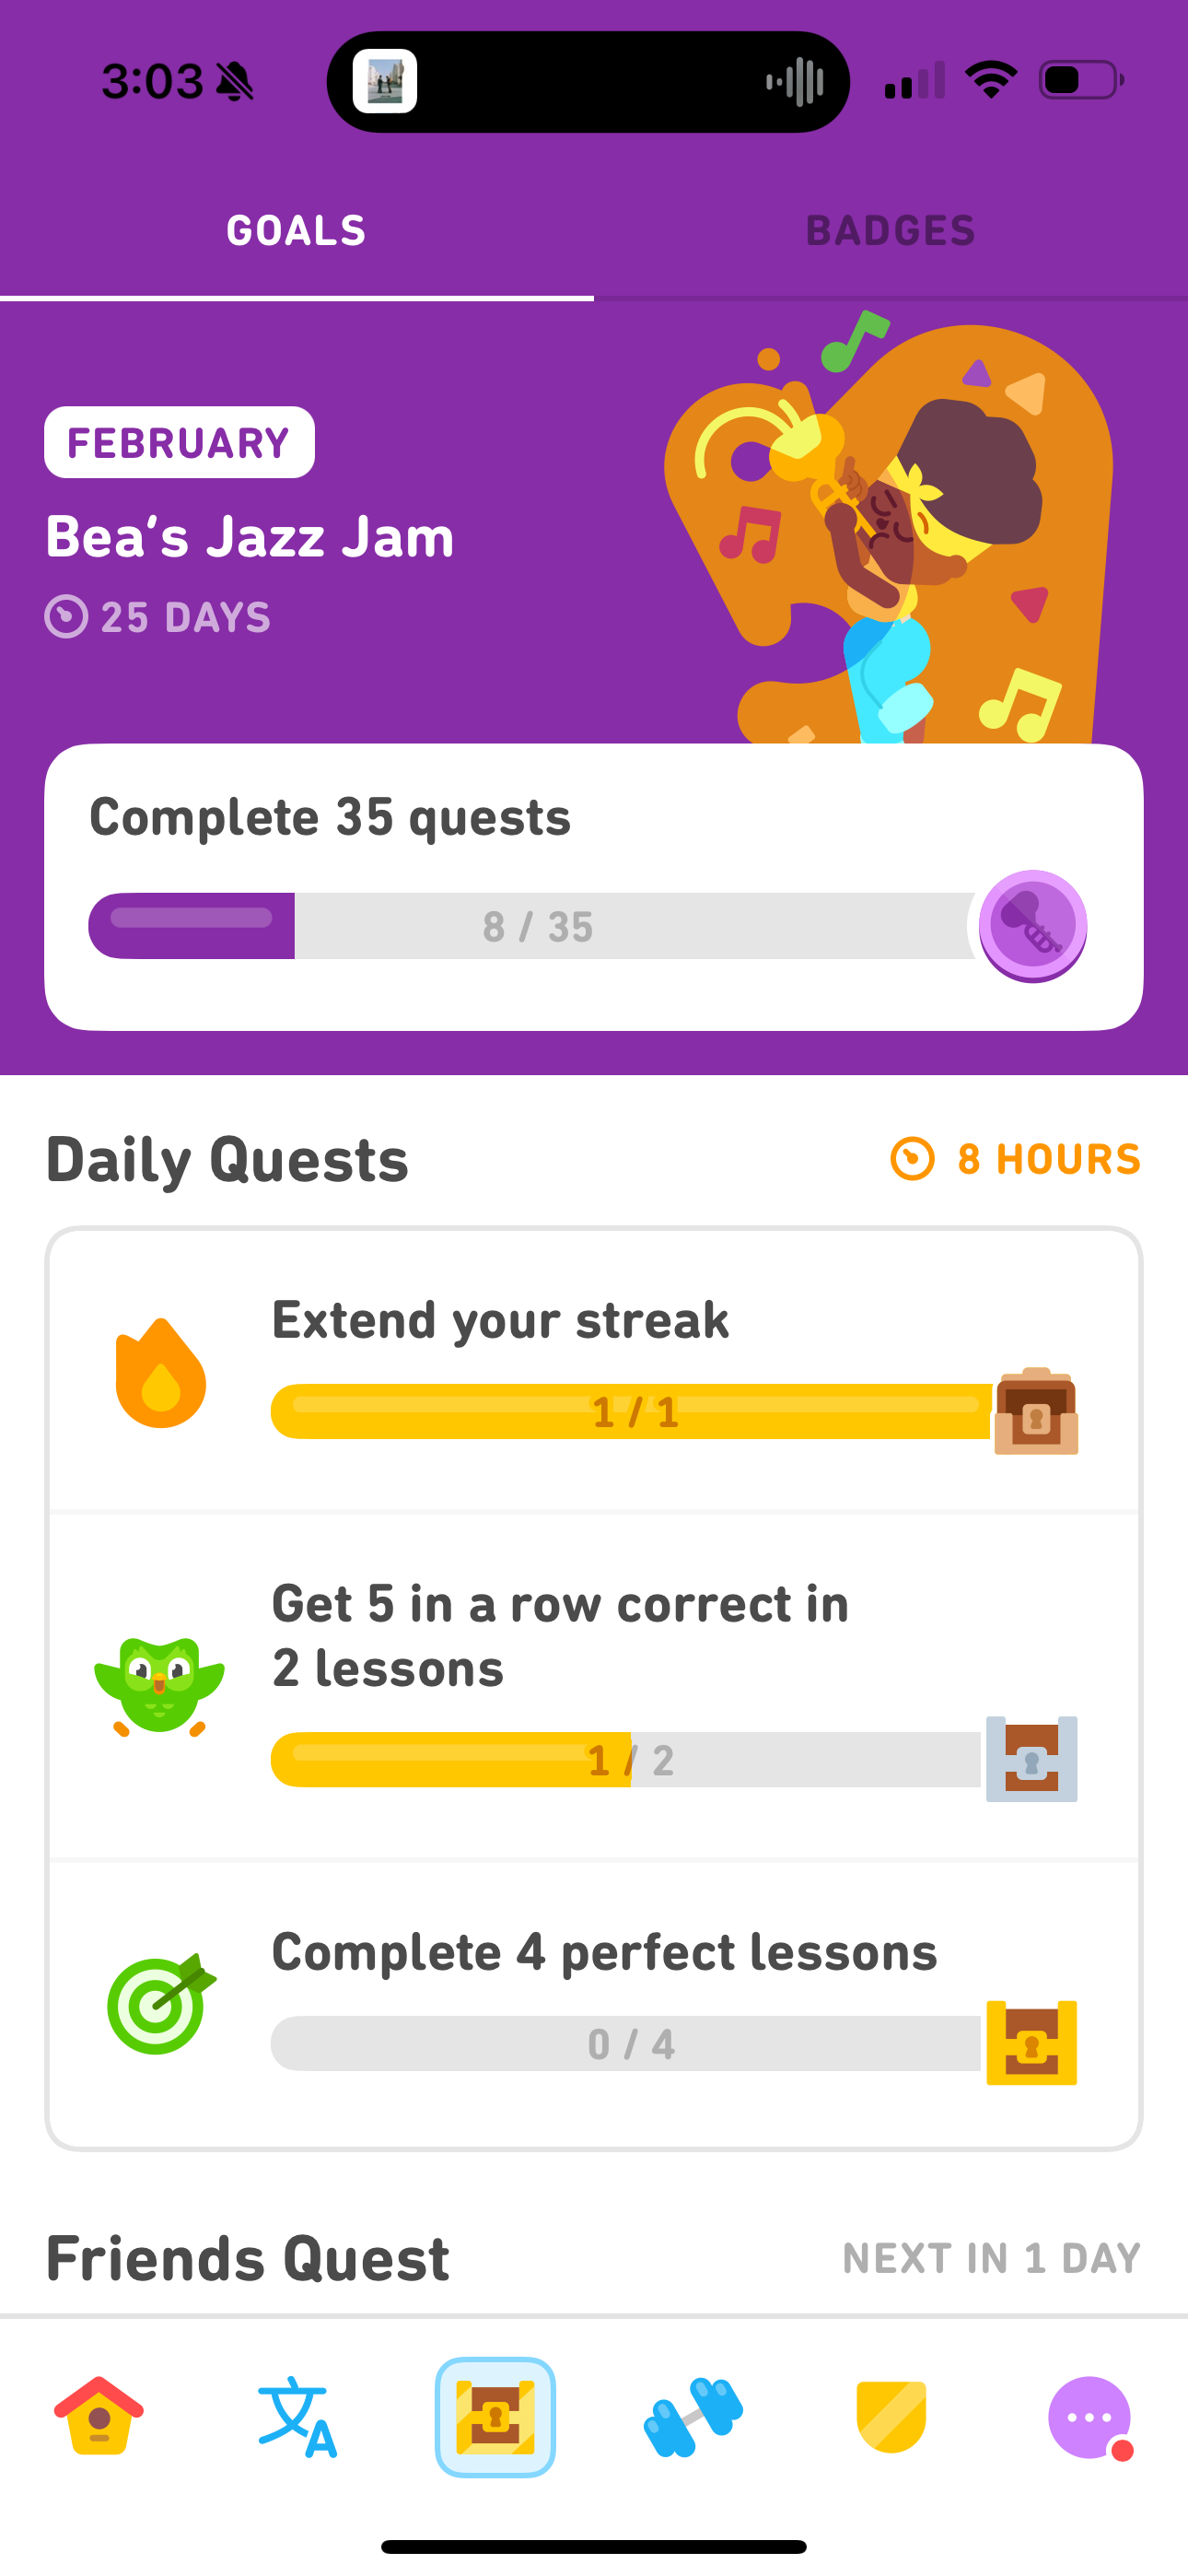 3:03
GOALS
BADGES
FEBRUARY
Bea's Jazz Jam
25 DAYS
Complete 35 quests
8 / 35
Daily Quests
8 HOURS
Extend your streak
1 / 1
Get 5 in a row correct in
2 lessons
1 / 2
Complete 4 perfect lessons
0 / 4
Friends Quest
NEXT IN 1 DAY
文A